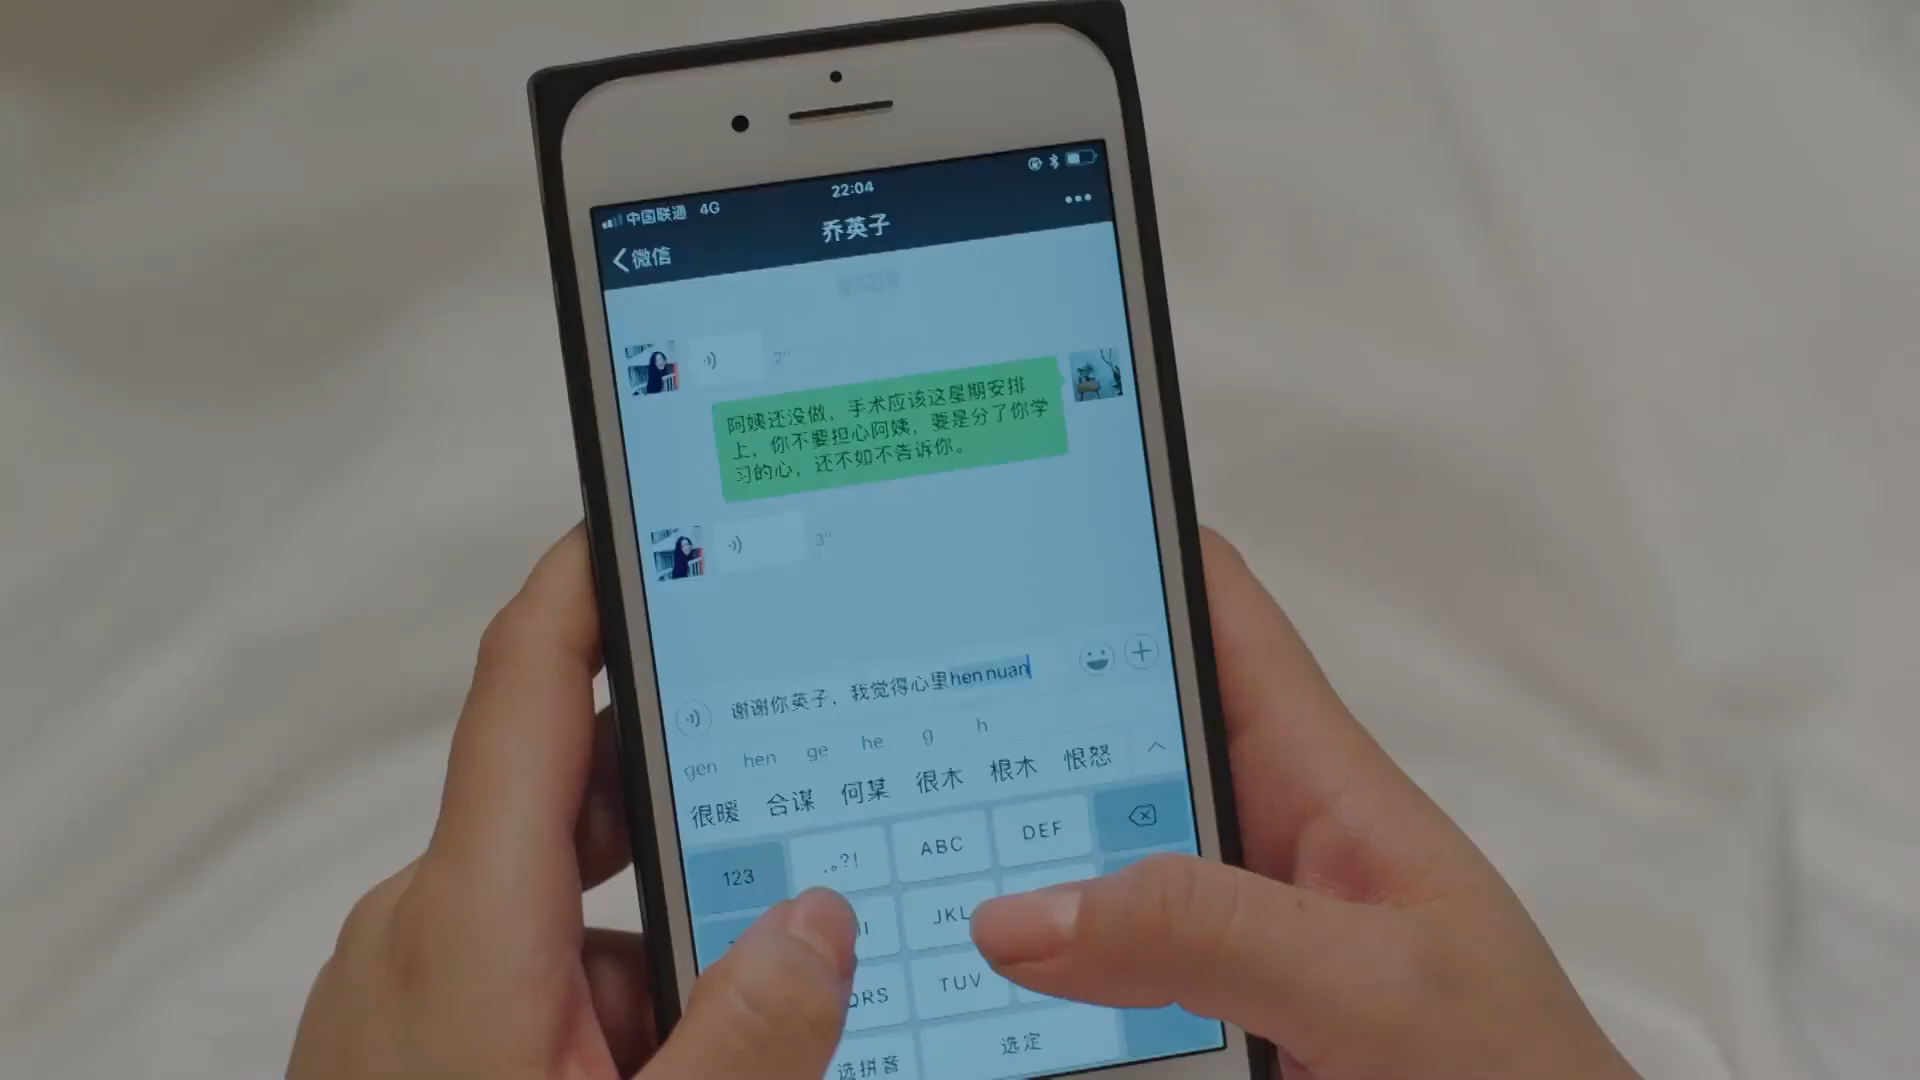 中国联通 4G
22:04
微信
乔英子
2"
阿姨还没做，手术应该这星期安排
上，你不要担心阿姨，要是分了你学
习的心，还不如不告诉你。
3"
谢谢你英子，我觉得心里hen nuan
gen hen ge he g h
很暖 合谋 何某 很木 根木 恨怒
123 ,。?! ABC DEF
JKL
QRS TUV
选拼音 选定